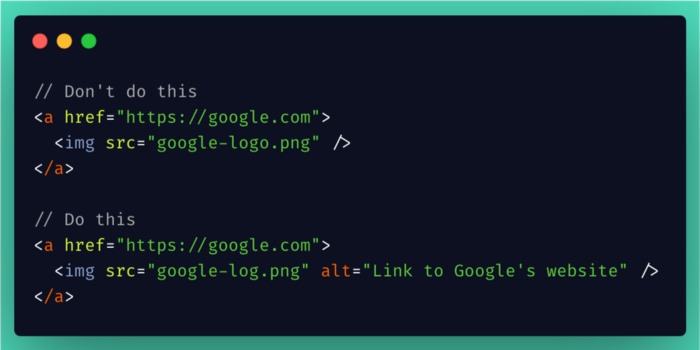 // Don't do this
<a href="https://google.com">
  <img src="google-logo.png" />
</a>

// Do this
<a href="https://google.com">
  <img src="google-log.png" alt="Link to Google's website" />
</a>